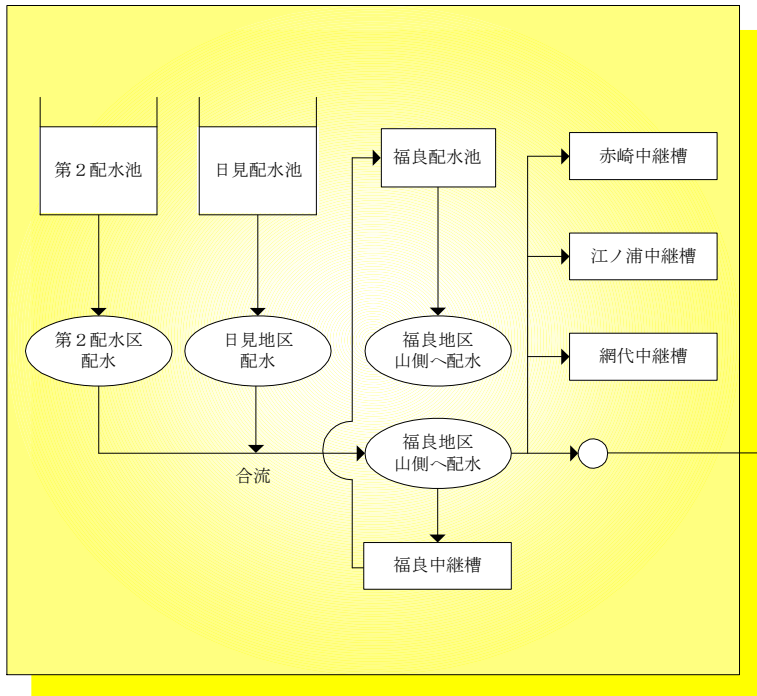 第２配水池
日見配水池
福良配水池
赤崎中継槽
江ノ浦中継槽
網代中継槽
第２配水区
配水
日見地区
配水
福良地区
山側へ配水
福良地区
山側へ配水
合流
福良中継槽